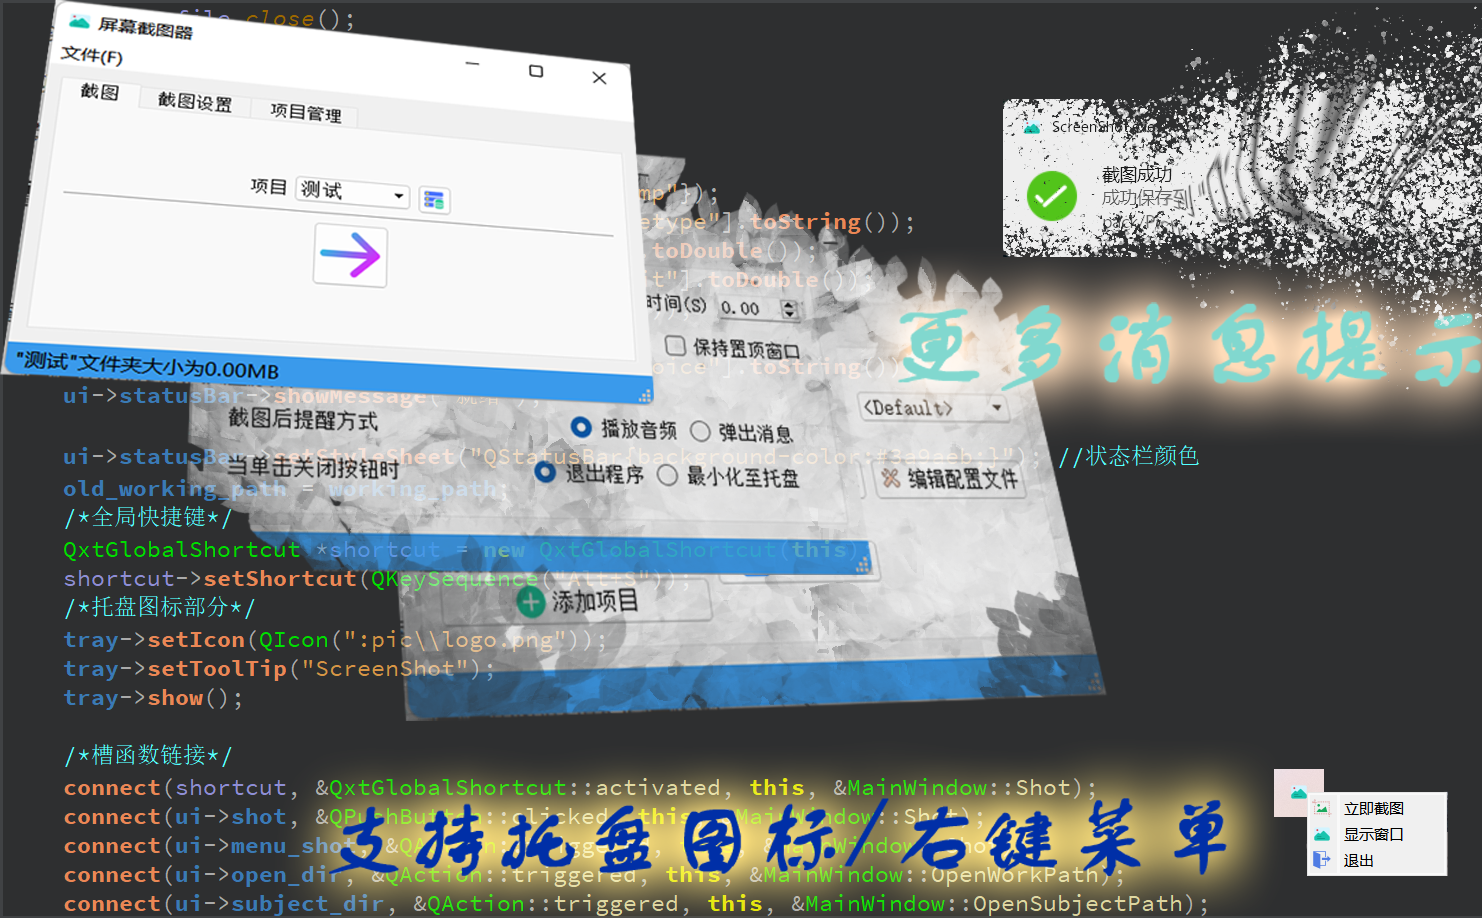 file.close();
屏幕截图器
文件(F)
截图
截图设置
项目管理
项目
测试
"测试"文件夹大小为0.00MB
Screenshot
截图成功
成功保存到
mp"});
etype"].toString());
.toDouble());
it"].toDouble())
时间(S) 0.00
保持置顶窗口
oice"].toString())
更多消息提示
<Default>
ui->statusBar->showMessage("就绪");
截图后提醒方式
播放音频
弹出消息
ui->statusBar->setStyleSheet("QStatusBar{background-color:#3a9aeb;}"); //状态栏颜色
当单击关闭按钮时
退出程序
最小化至托盘
编辑配置文件
old_working_path = working_path;
/*全局快捷键*/
QxtGlobalShortcut *shortcut = new QxtGlobalShortcut(this)
shortcut->setShortcut(QKeySequence("Alt+S"));
/*托盘图标部分*/
添加项目
tray->setIcon(QIcon(":pic\\logo.png"));
tray->setToolTip("ScreenShot");
tray->show();
/*槽函数链接*/
connect(shortcut, &QxtGlobalShortcut::activated, this, &MainWindow::Shot);
connect(ui->shot, &QPushButton::clicked, this, &MainWindow::Shot);
connect(ui->menu_shot, &QAction::triggered, this, &MainWindow::Shot);
connect(ui->open_dir, &QAction::triggered, this, &MainWindow::OpenWorkPath);
connect(ui->subject_dir, &QAction::triggered, this, &MainWindow::OpenSubjectPath);
支持托盘图标/右键菜单
立即截图
显示窗口
退出